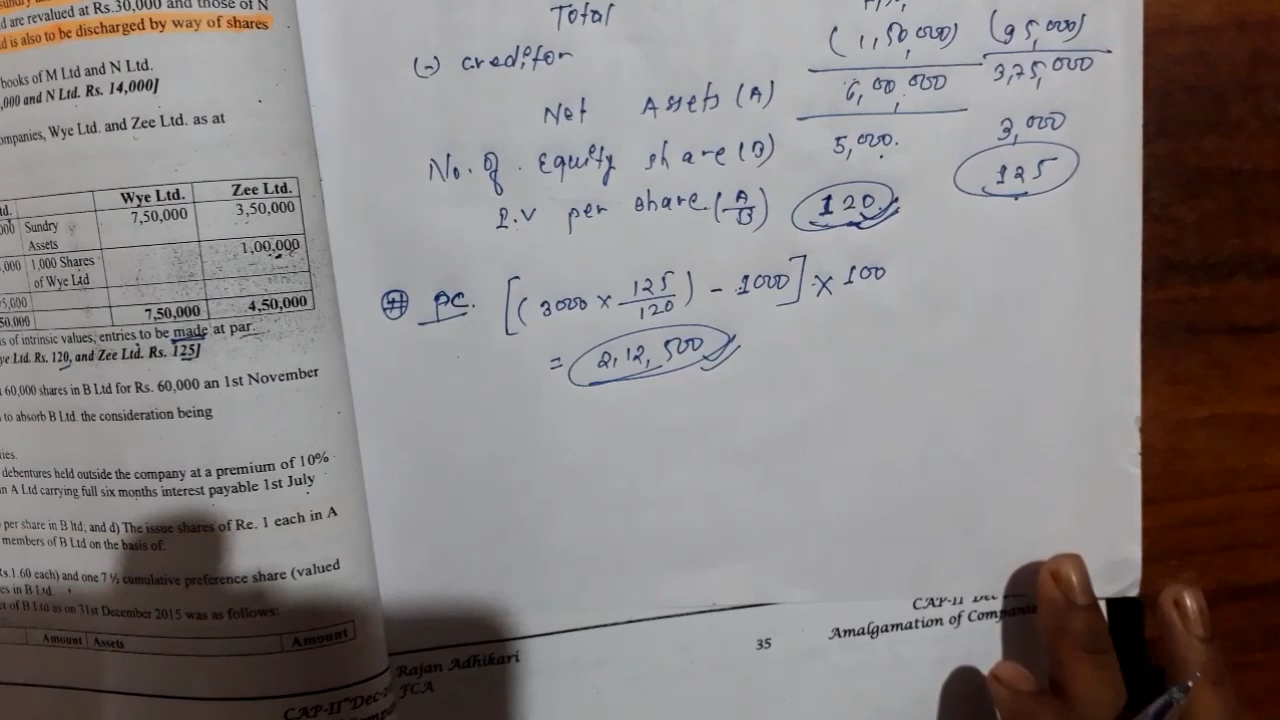 d are revalued at Rs.30,000 and those of N
d is also to be discharged by way of shares
books of M Ltd and N Ltd.
,000 and N Ltd. Rs. 14,000]
ompanies, Wye Ltd. and Zee Ltd. as at
Wye Ltd. Zee Ltd.
Sundry Assets 7,50,000 3,50,000
1,000 Shares of Wye Ltd 1,00,000
7,50,000 4,50,000
s of intrinsic values, entries to be made at par.
ye Ltd. Rs. 120, and Zee Ltd. Rs. 125]
60,000 shares in B Ltd for Rs. 60,000 an 1st November
to absorb B Ltd. the consideration being
ies.
debentures held outside the company at a premium of 10%
n A Ltd carrying full six months interest payable 1st July
per share in B ltd, and d) The issue shares of Re. 1 each in A
members of B Ltd on the basis of:
Rs.1.60 each) and one 7 ½ cumulative preference share (valued
es in B Ltd.
t of B Ltd as on 31st December 2015 was as follows:
Amount Assets Amount
Total
(-) creditor (1,50,000) (95,000)
Net Assets (A) 6,00,000 3,75,000
No. of. Equity share (B) 5,000. 3,000
I.V per share (A/B) 120 125
# PC. [(3000 × 125/120) - 1000] × 100
= 2,12,500
Rajan Adhikari
FCA
CAP-II Dec-
35
CAP-II
Amalgamation of Companie